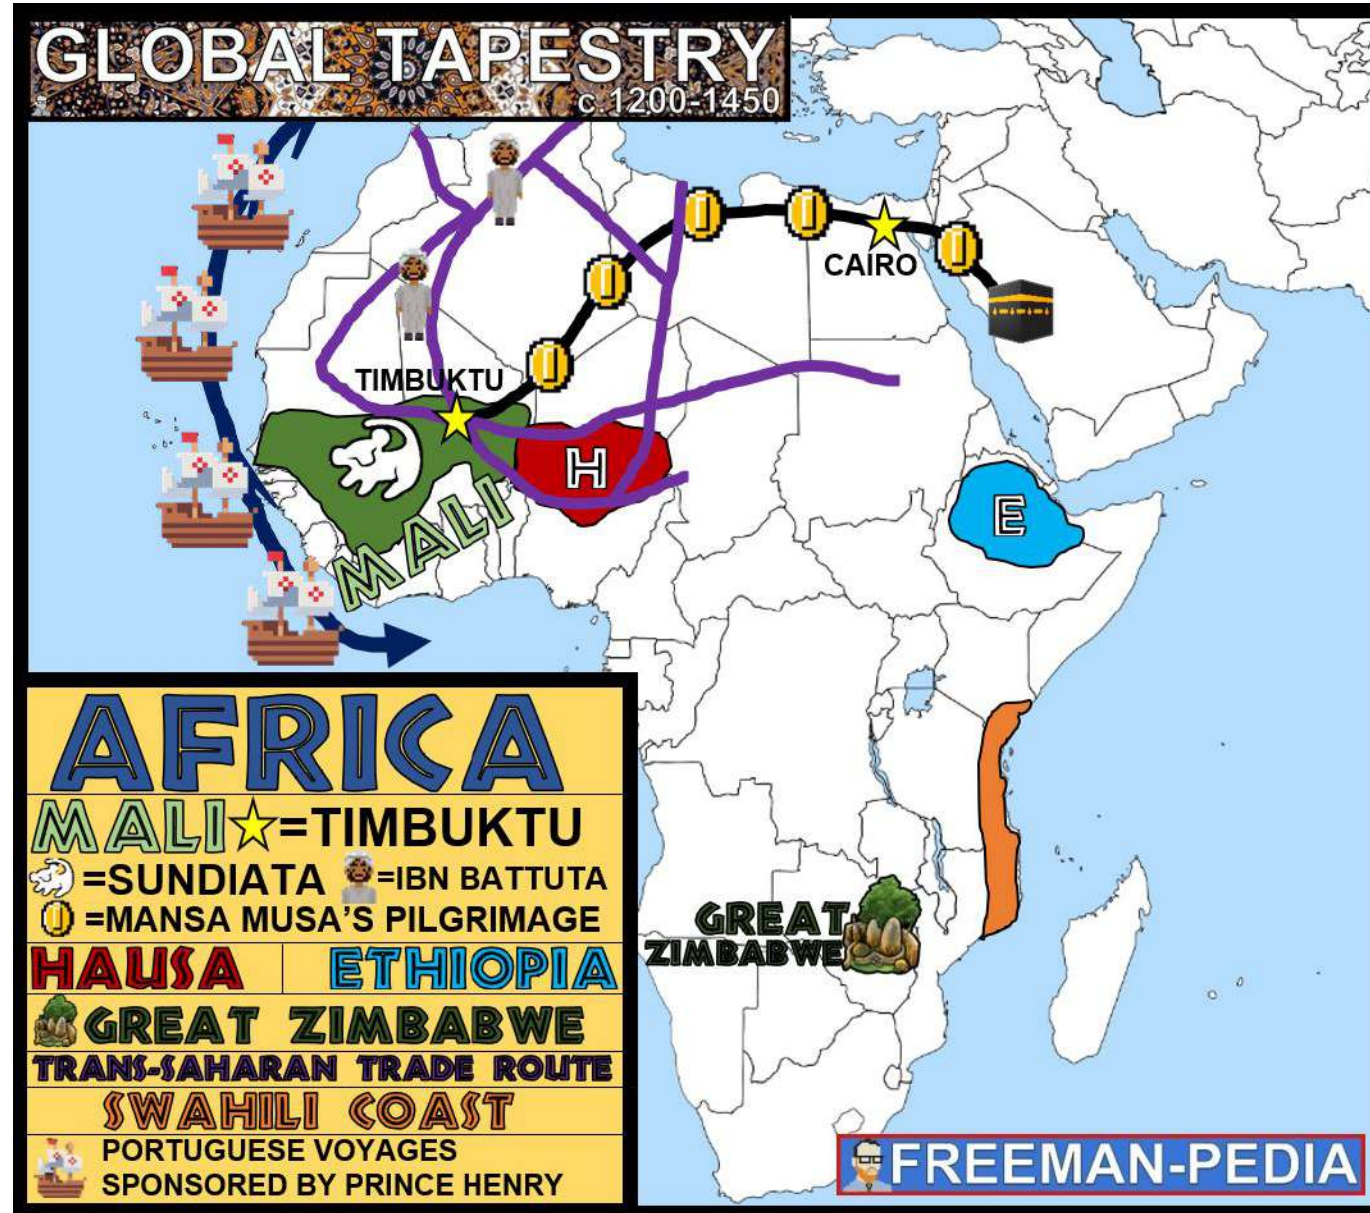 GLOBAL TAPESTRY
c.1200-1450
CAIRO
TIMBUKTU
H
MALI
E
GREAT
ZIMBABWE
AFRICA
MALI =TIMBUKTU
=SUNDIATA =IBN BATTUTA
=MANSA MUSA'S PILGRIMAGE
HAUSA ETHIOPIA
GREAT ZIMBABWE
TRANS-SAHARAN TRADE ROUTE
SWAHILI COAST
PORTUGUESE VOYAGES
SPONSORED BY PRINCE HENRY
FREEMAN-PEDIA